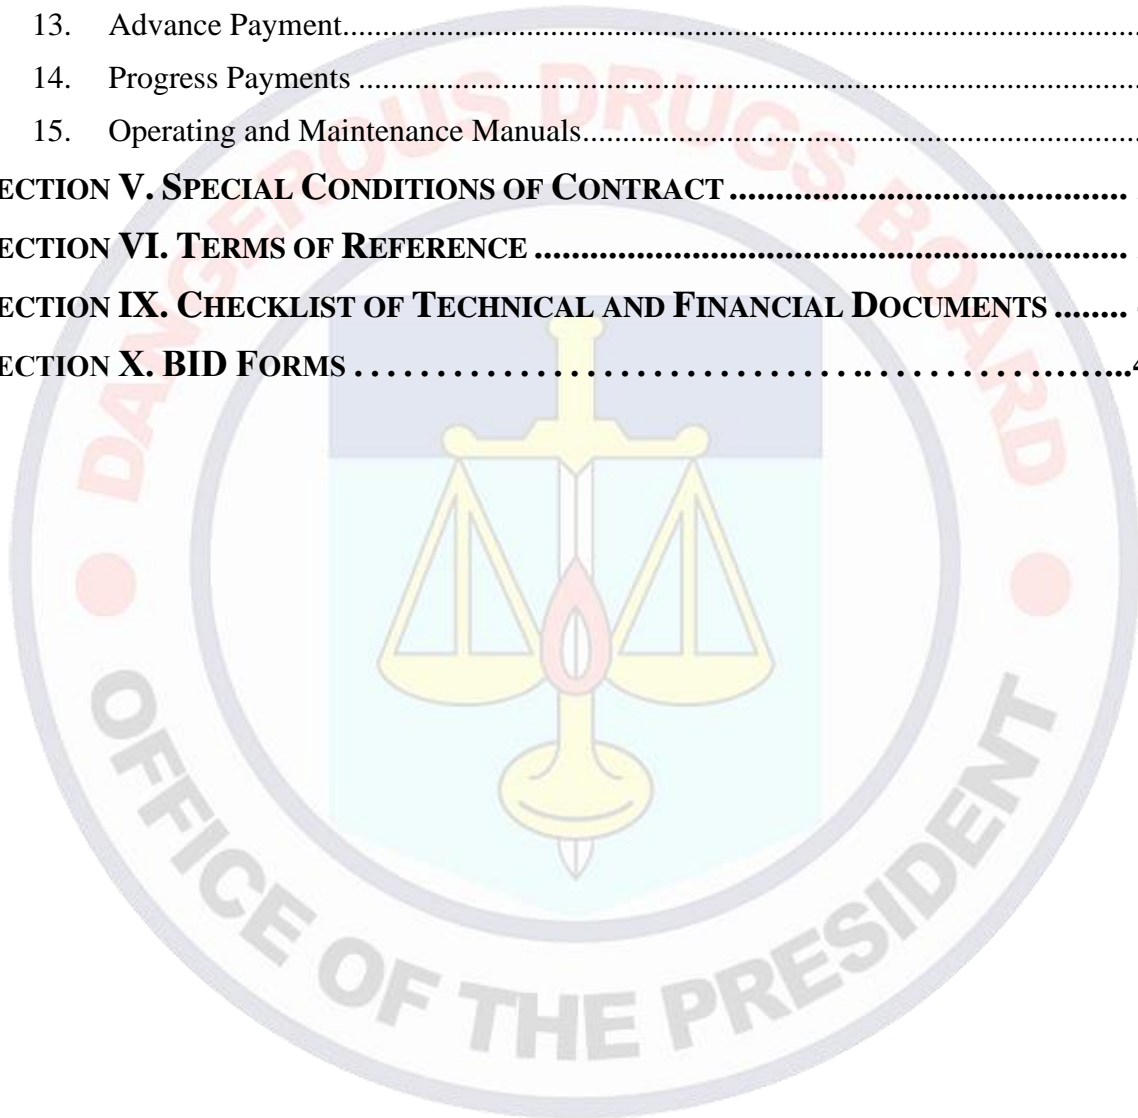 13. Advance Payment................................................................................................
14. Progress Payments ..............................................................................................
15. Operating and Maintenance Manuals....................................................................
ECTION V. SPECIAL CONDITIONS OF CONTRACT ..............................................
ECTION VI. TERMS OF REFERENCE .....................................................................
ECTION IX. CHECKLIST OF TECHNICAL AND FINANCIAL DOCUMENTS ........
ECTION X. BID FORMS . . . . . . . . . . . . . . . . . . . . . . . . . . . . . . .. . . . . . . . . . . ........4
DANGEROUS DRUGS BOARD
OFFICE OF THE PRESIDENT